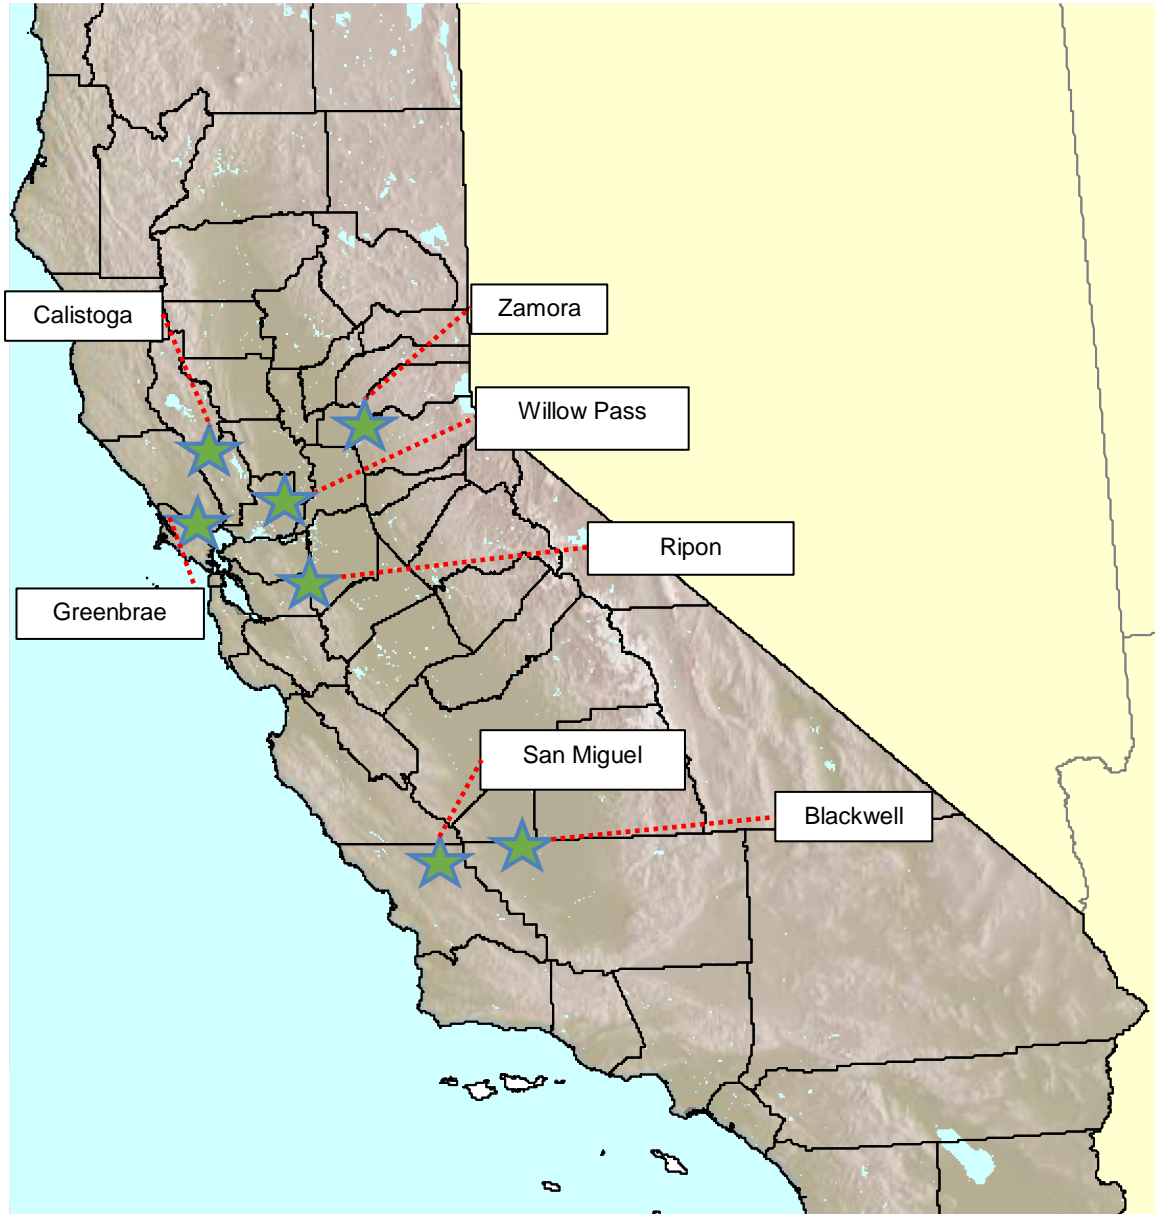 Calistoga
Zamora
Willow Pass
Ripon
Greenbrae
San Miguel
Blackwell